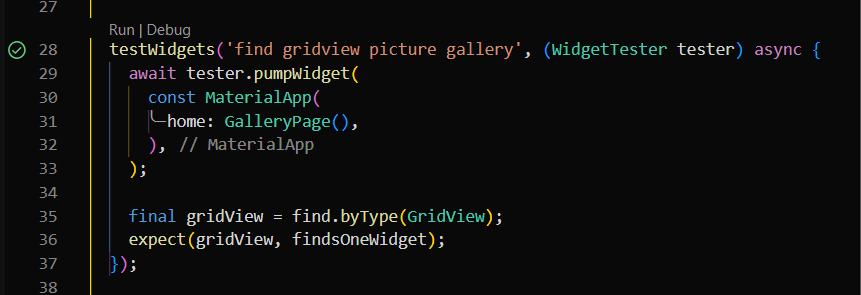 27
Run | Debug
28 testWidgets('find gridview picture gallery', (WidgetTester tester) async {
29 await tester.pumpWidget(
30 const MaterialApp(
31 home: GalleryPage(),
32 ), // MaterialApp
33 );
34
35 final gridView = find.byType(GridView);
36 expect(gridView, findsOneWidget);
37 });
38